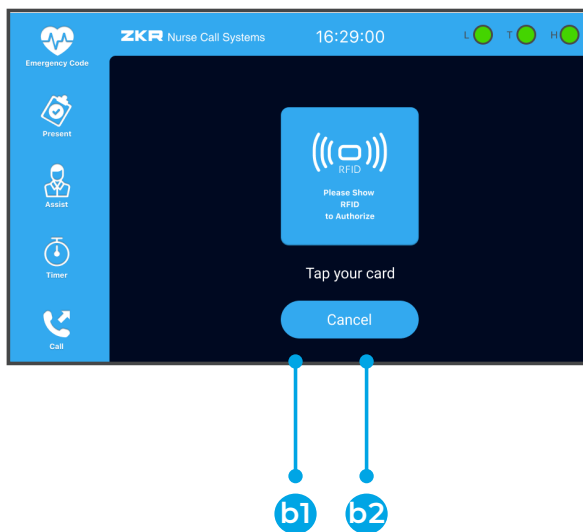 ZKR Nurse Call Systems 16:29:00 L T H
Emergency Code
Present
Assist
Timer
Call
RFID
Please Show
RFID
to Authorize
Tap your card
Cancel
b1 b2